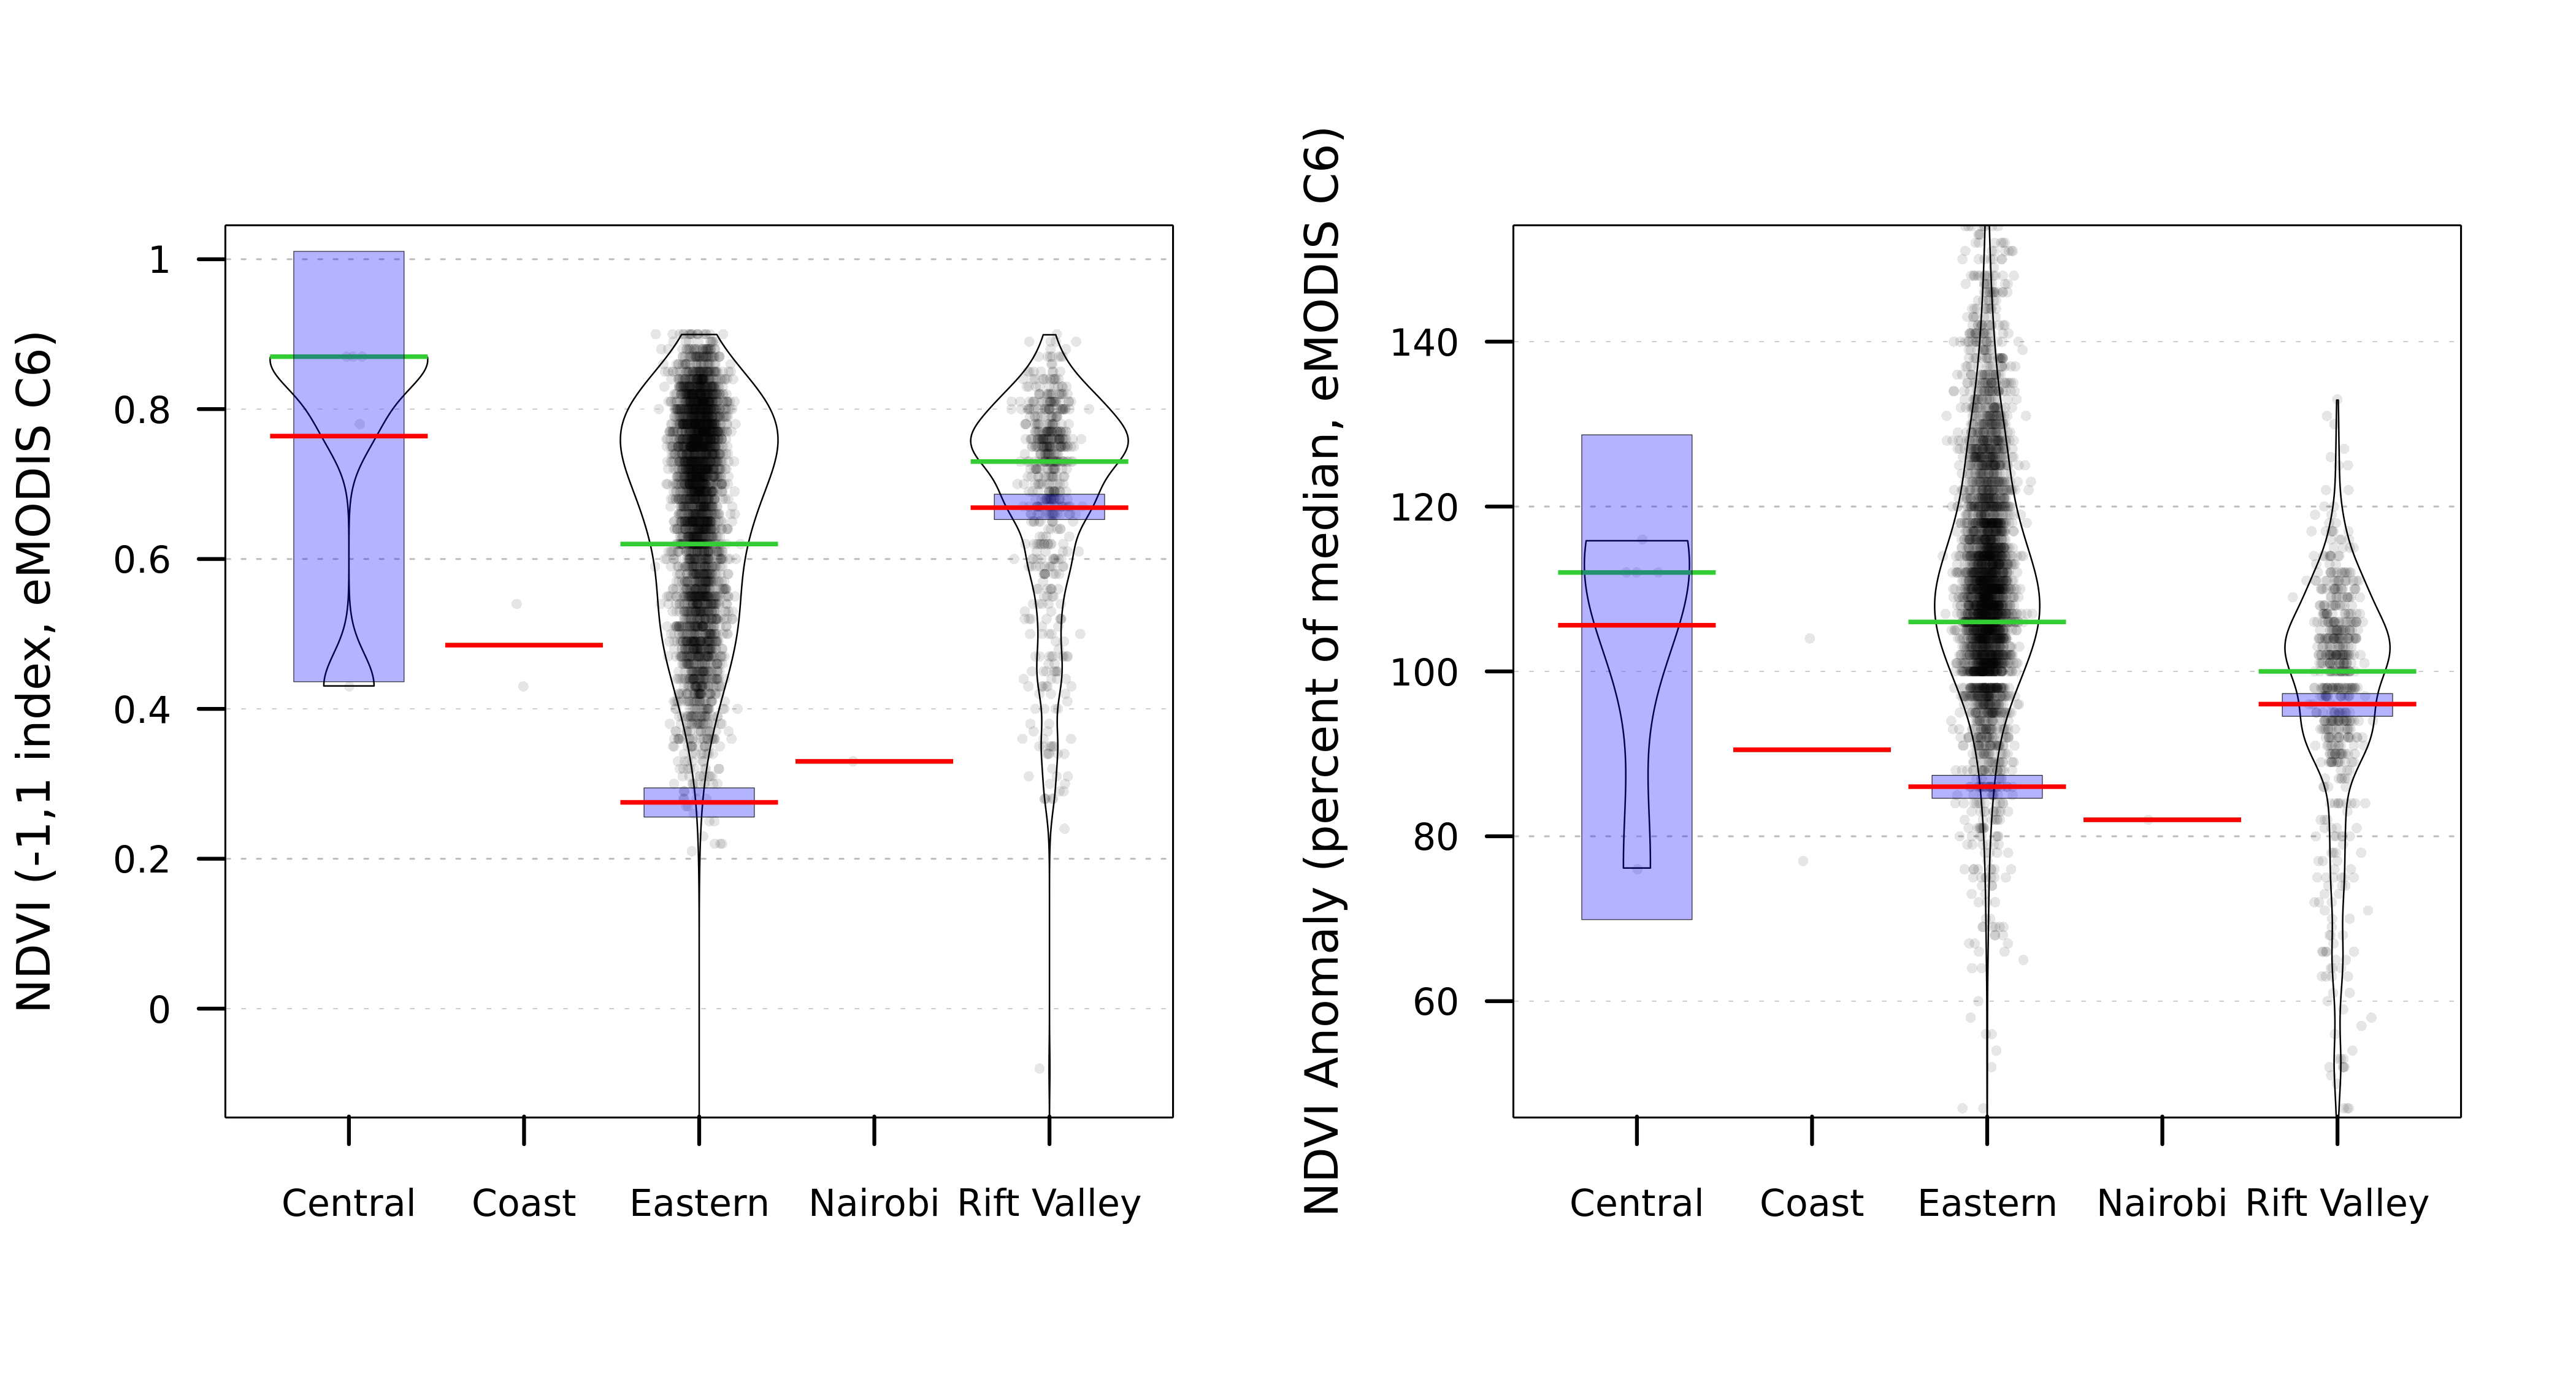 NDVI (-1,1 index, eMODIS C6)
1
0.8
0.6
0.4
0.2
0
Central Coast Eastern Nairobi Rift Valley
NDVI Anomaly (percent of median, eMODIS C6)
140
120
100
80
60
Central Coast Eastern Nairobi Rift Valley